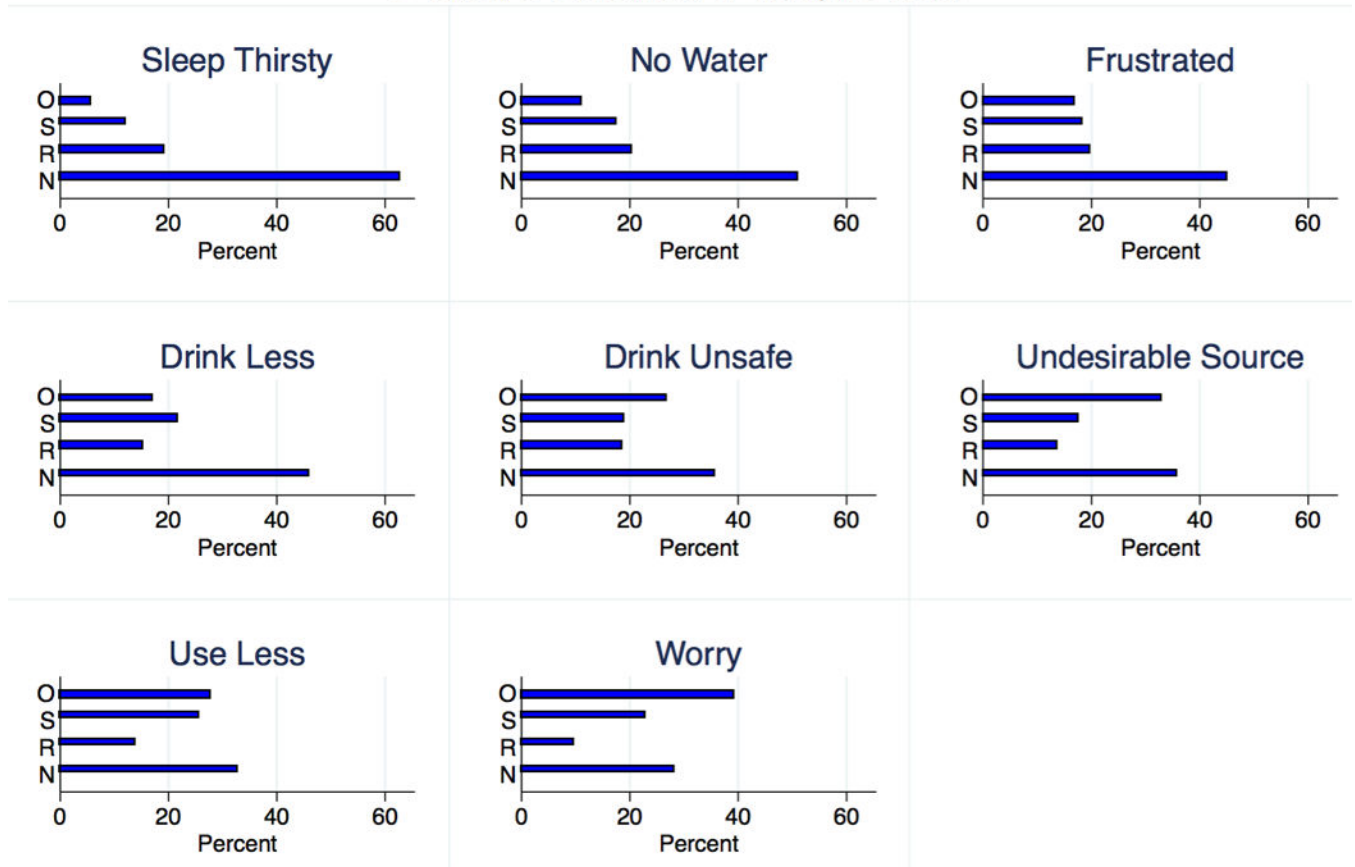 Sleep Thirsty
O
S
R
N
0 20 40 60
Percent
No Water
O
S
R
N
0 20 40 60
Percent
Frustrated
O
S
R
N
0 20 40 60
Percent
Drink Less
O
S
R
N
0 20 40 60
Percent
Drink Unsafe
O
S
R
N
0 20 40 60
Percent
Undesirable Source
O
S
R
N
0 20 40 60
Percent
Use Less
O
S
R
N
0 20 40 60
Percent
Worry
O
S
R
N
0 20 40 60
Percent